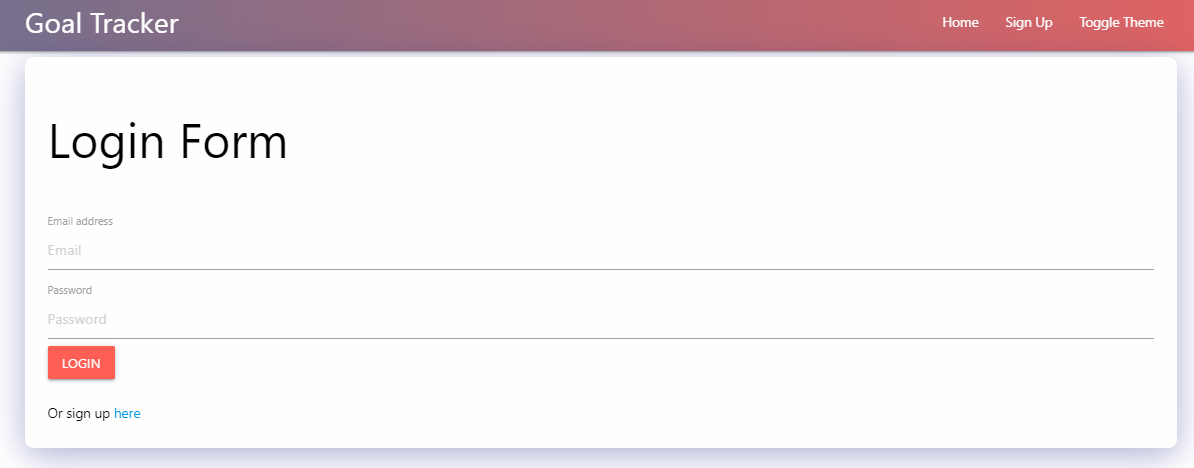 Goal Tracker Home Sign Up Toggle Theme
Login Form
Email address
Email
Password
Password
LOGIN
Or sign up here